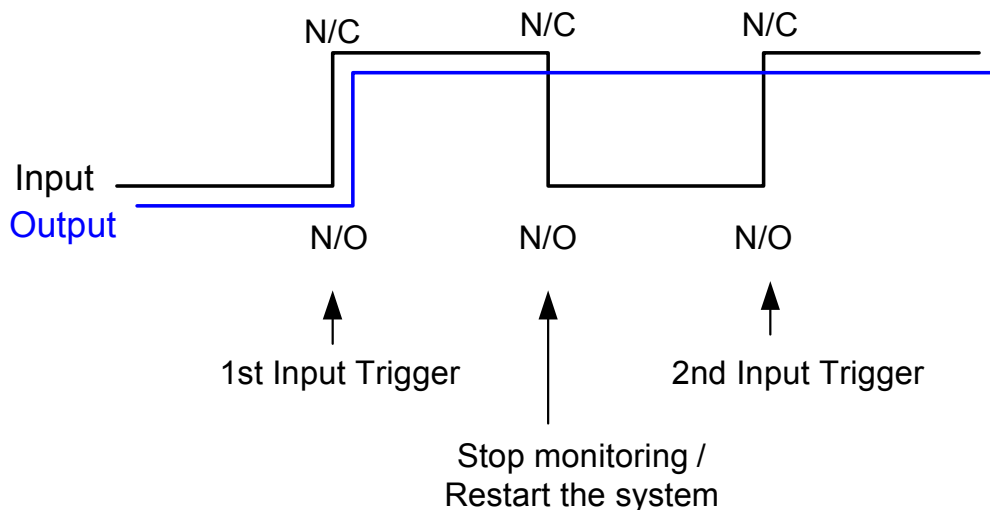 N/C N/C N/C
Input
Output
N/O N/O N/O
1st Input Trigger 2nd Input Trigger
Stop monitoring /
Restart the system